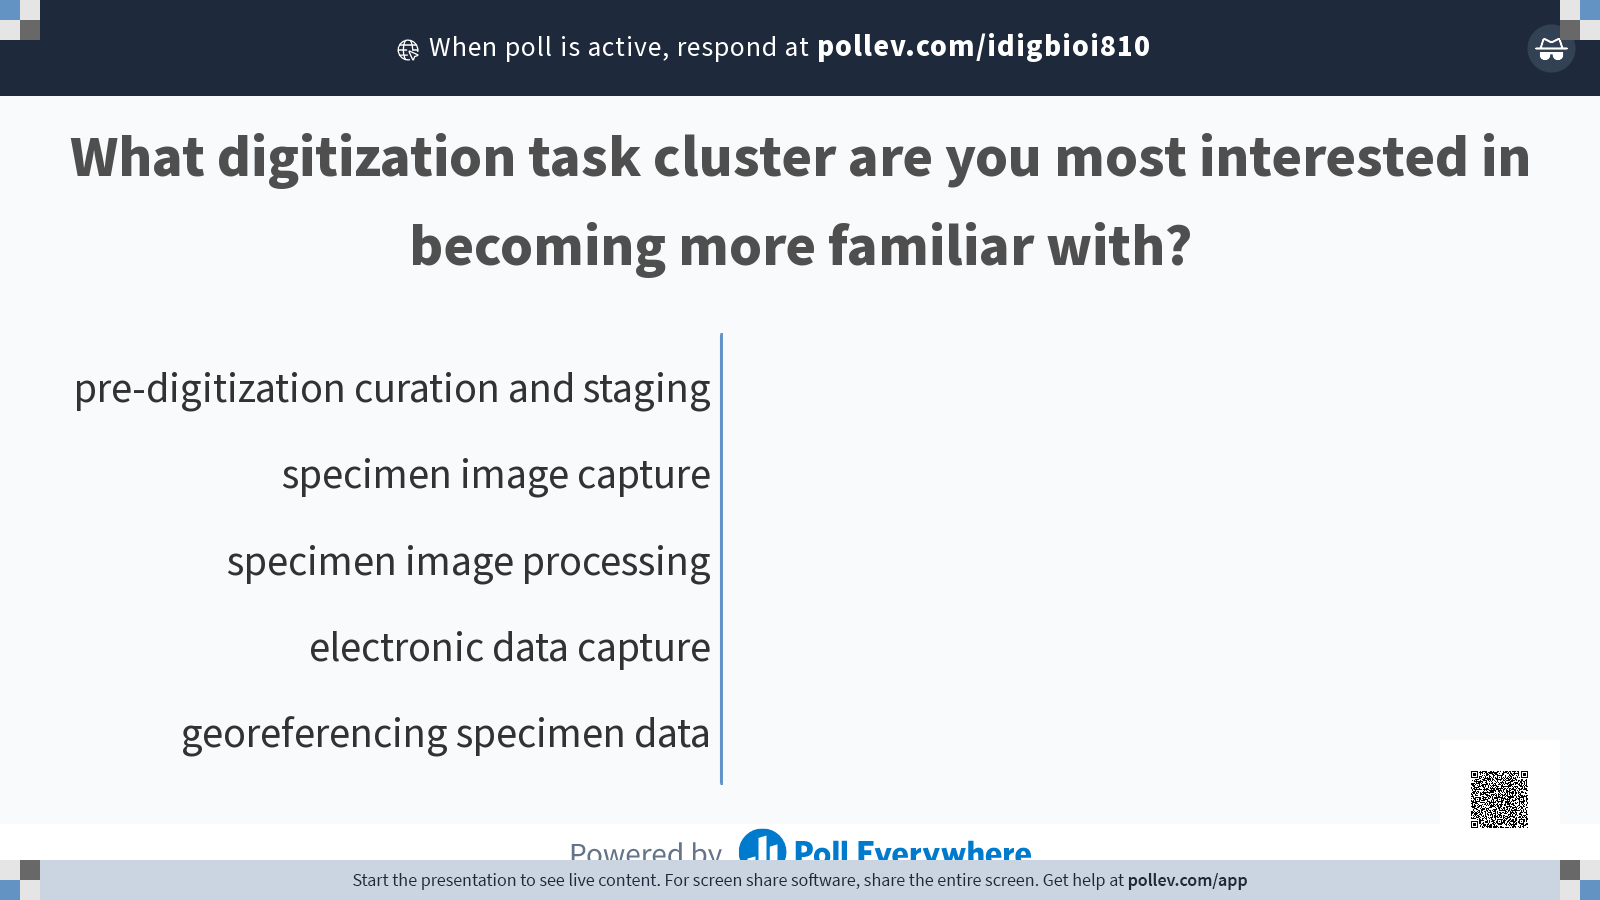 When poll is active, respond at pollev.com/idigbioi810
What digitization task cluster are you most interested in
becoming more familiar with?
pre-digitization curation and staging
specimen image capture
specimen image processing
electronic data capture
georeferencing specimen data
Powered by Poll Everywhere
Start the presentation to see live content. For screen share software, share the entire screen. Get help at pollev.com/app